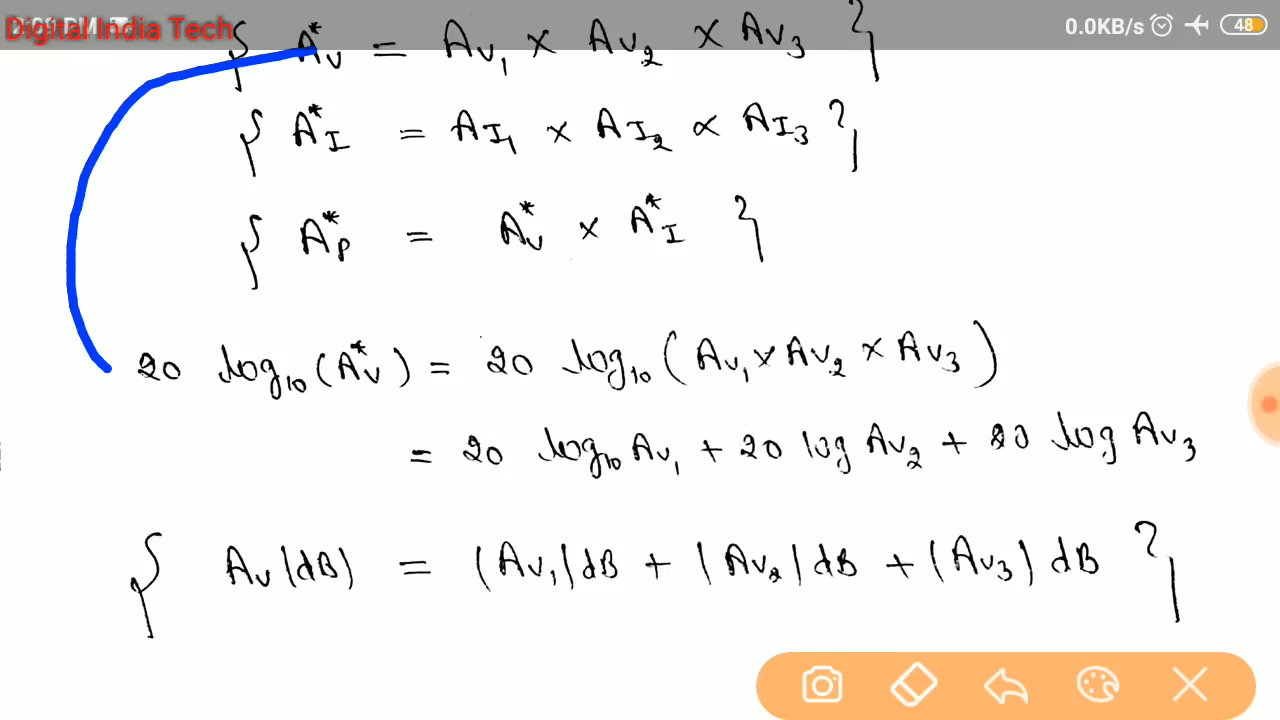 Digital India Tech
0.0KB/s 48
{ A*v = Av1 × Av2 × Av3 }
{ A*I = AI1 × AI2 ∝ AI3 }
{ A*p = A*v × A*I }
20 log10 (A*v) = 20 log10 (Av1 × Av2 × Av3)
= 20 log10 Av1 + 20 log Av2 + 20 log Av3
{ Av(dB) = (Av1)dB + (Av2)dB + (Av3) dB }